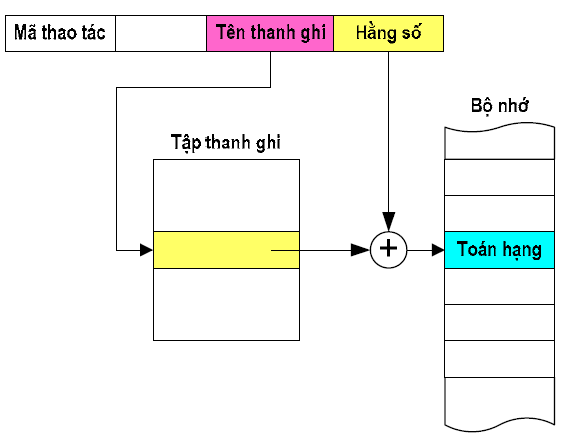 Mã thao tác Tên thanh ghi Hằng số
Bộ nhớ
Tập thanh ghi
+
Toán hạng